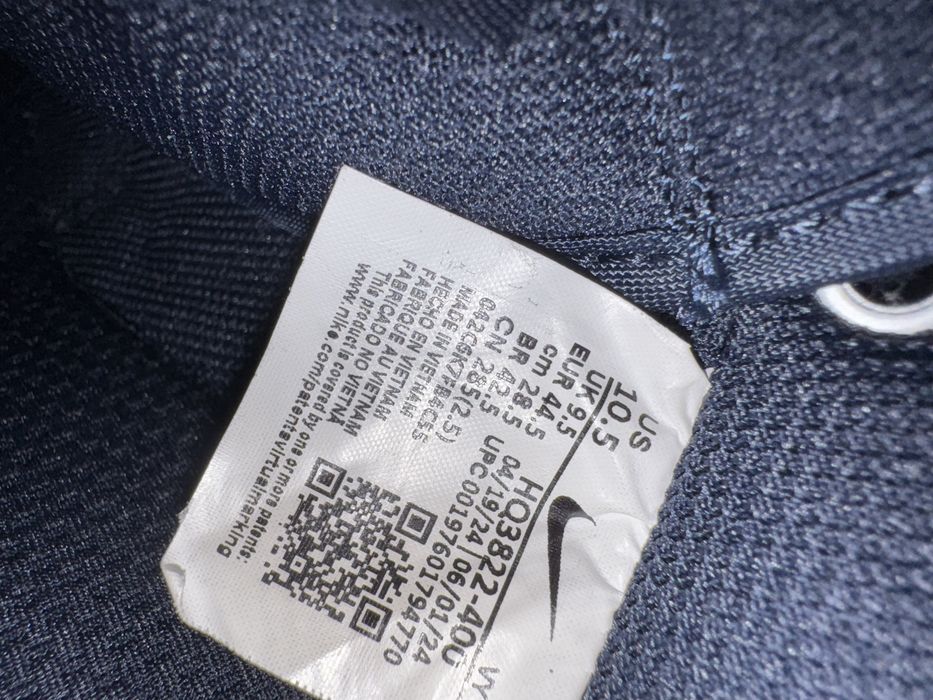 US
10.5
UK 9.5
EUR 44.5
cm 28.5
BR 42.5
CN 285(2.5)
MADE IN VIETNAM
HECHO EN VIETNAM
FABRIQUE AU VIETNAM
FABRICADO NO VIETNA
This product is covered by one or more patents:
www.nike.com/patentsvirtualmarking
HQ3822-400
04/19/24|06/01/24
UPC 00197601794770